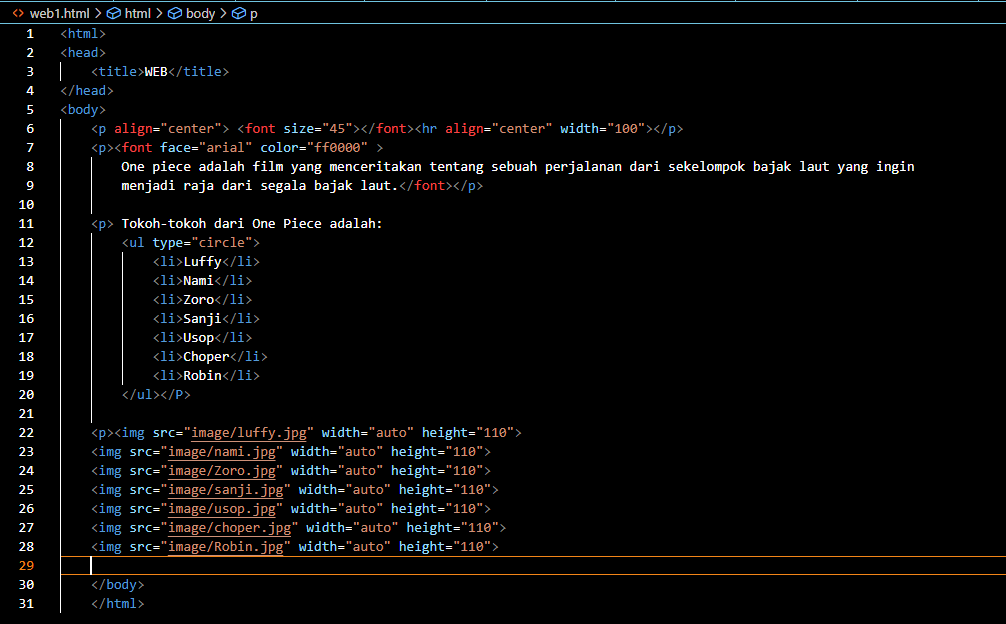 web1.html > html > body > p
1 <html>
2 <head>
3 <title>WEB</title>
4 </head>
5 <body>
6 <p align="center"> <font size="45"></font><hr align="center" width="100"></p>
7 <p><font face="arial" color="ff0000" >
8 One piece adalah film yang menceritakan tentang sebuah perjalanan dari sekelompok bajak laut yang ingin
9 menjadi raja dari segala bajak laut.</font></p>
10
11 <p> Tokoh-tokoh dari One Piece adalah:
12 <ul type="circle">
13 <li>Luffy</li>
14 <li>Nami</li>
15 <li>Zoro</li>
16 <li>Sanji</li>
17 <li>Usop</li>
18 <li>Choper</li>
19 <li>Robin</li>
20 </ul></P>
21
22 <p><img src="image/luffy.jpg" width="auto" height="110">
23 <img src="image/nami.jpg" width="auto" height="110">
24 <img src="image/Zoro.jpg" width="auto" height="110">
25 <img src="image/sanji.jpg" width="auto" height="110">
26 <img src="image/usop.jpg" width="auto" height="110">
27 <img src="image/choper.jpg" width="auto" height="110">
28 <img src="image/Robin.jpg" width="auto" height="110">
29
30 </body>
31 </html>